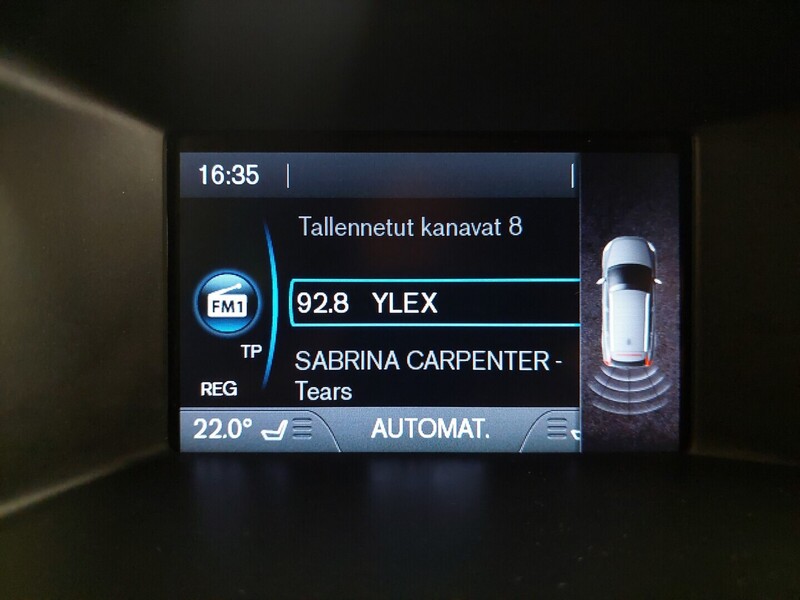 16:35
Tallennetut kanavat 8
FM1
92.8 YLEX
TP
SABRINA CARPENTER -
REG
Tears
22.0° AUTOMAT.